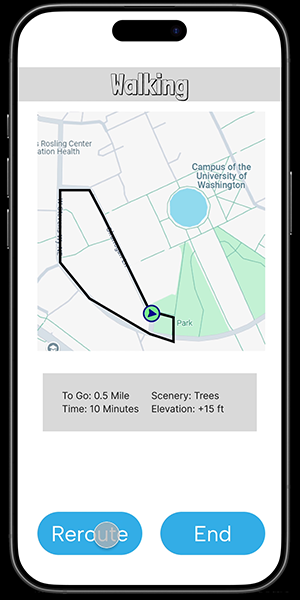 Walking
s Rosling Center
ation Health
Campus of the
University of
Washington
Park
To Go: 0.5 Mile
Scenery: Trees
Time: 10 Minutes
Elevation: +15 ft
Reroute
End